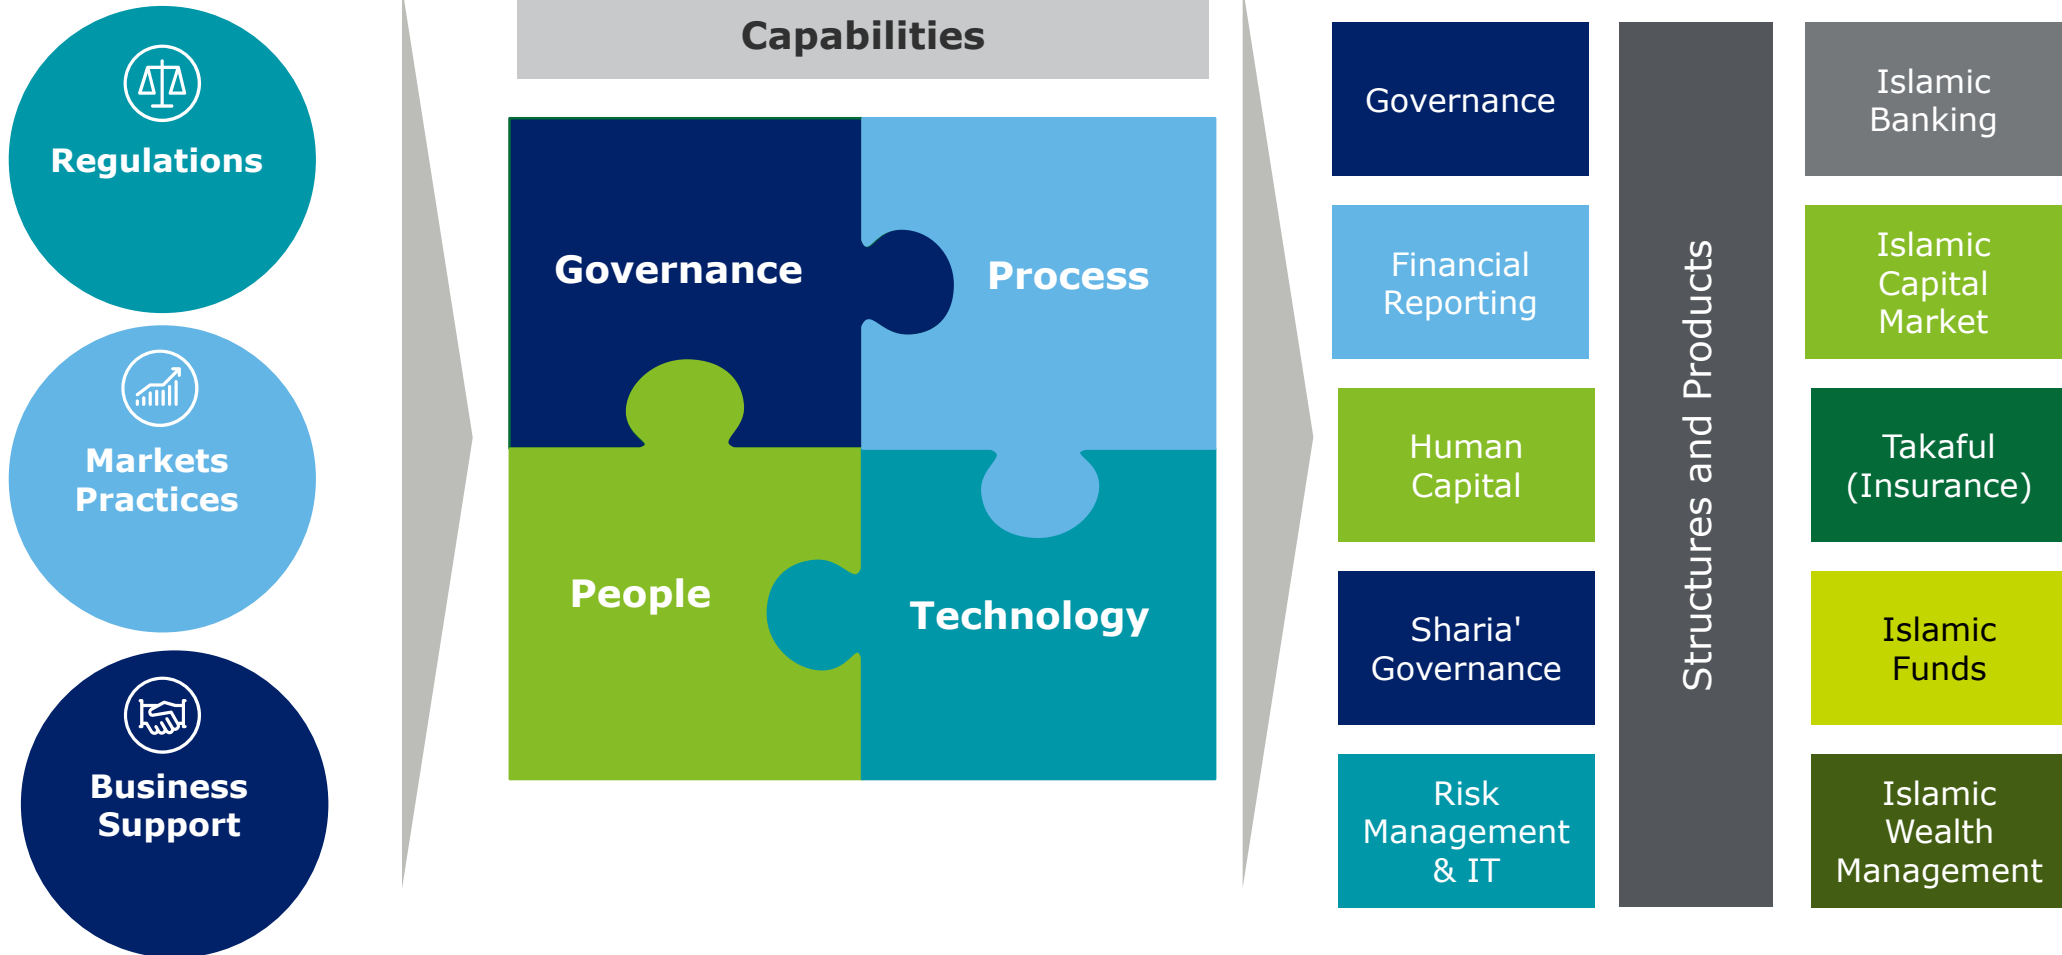 Regulations
Markets
Practices
Business
Support
Capabilities
Governance
Process
People
Technology
Governance
Financial
Reporting
Human
Capital
Sharia'
Governance
Risk
Management
& IT
Structures and Products
Islamic
Banking
Islamic
Capital
Market
Takaful
(Insurance)
Islamic
Funds
Islamic
Wealth
Management